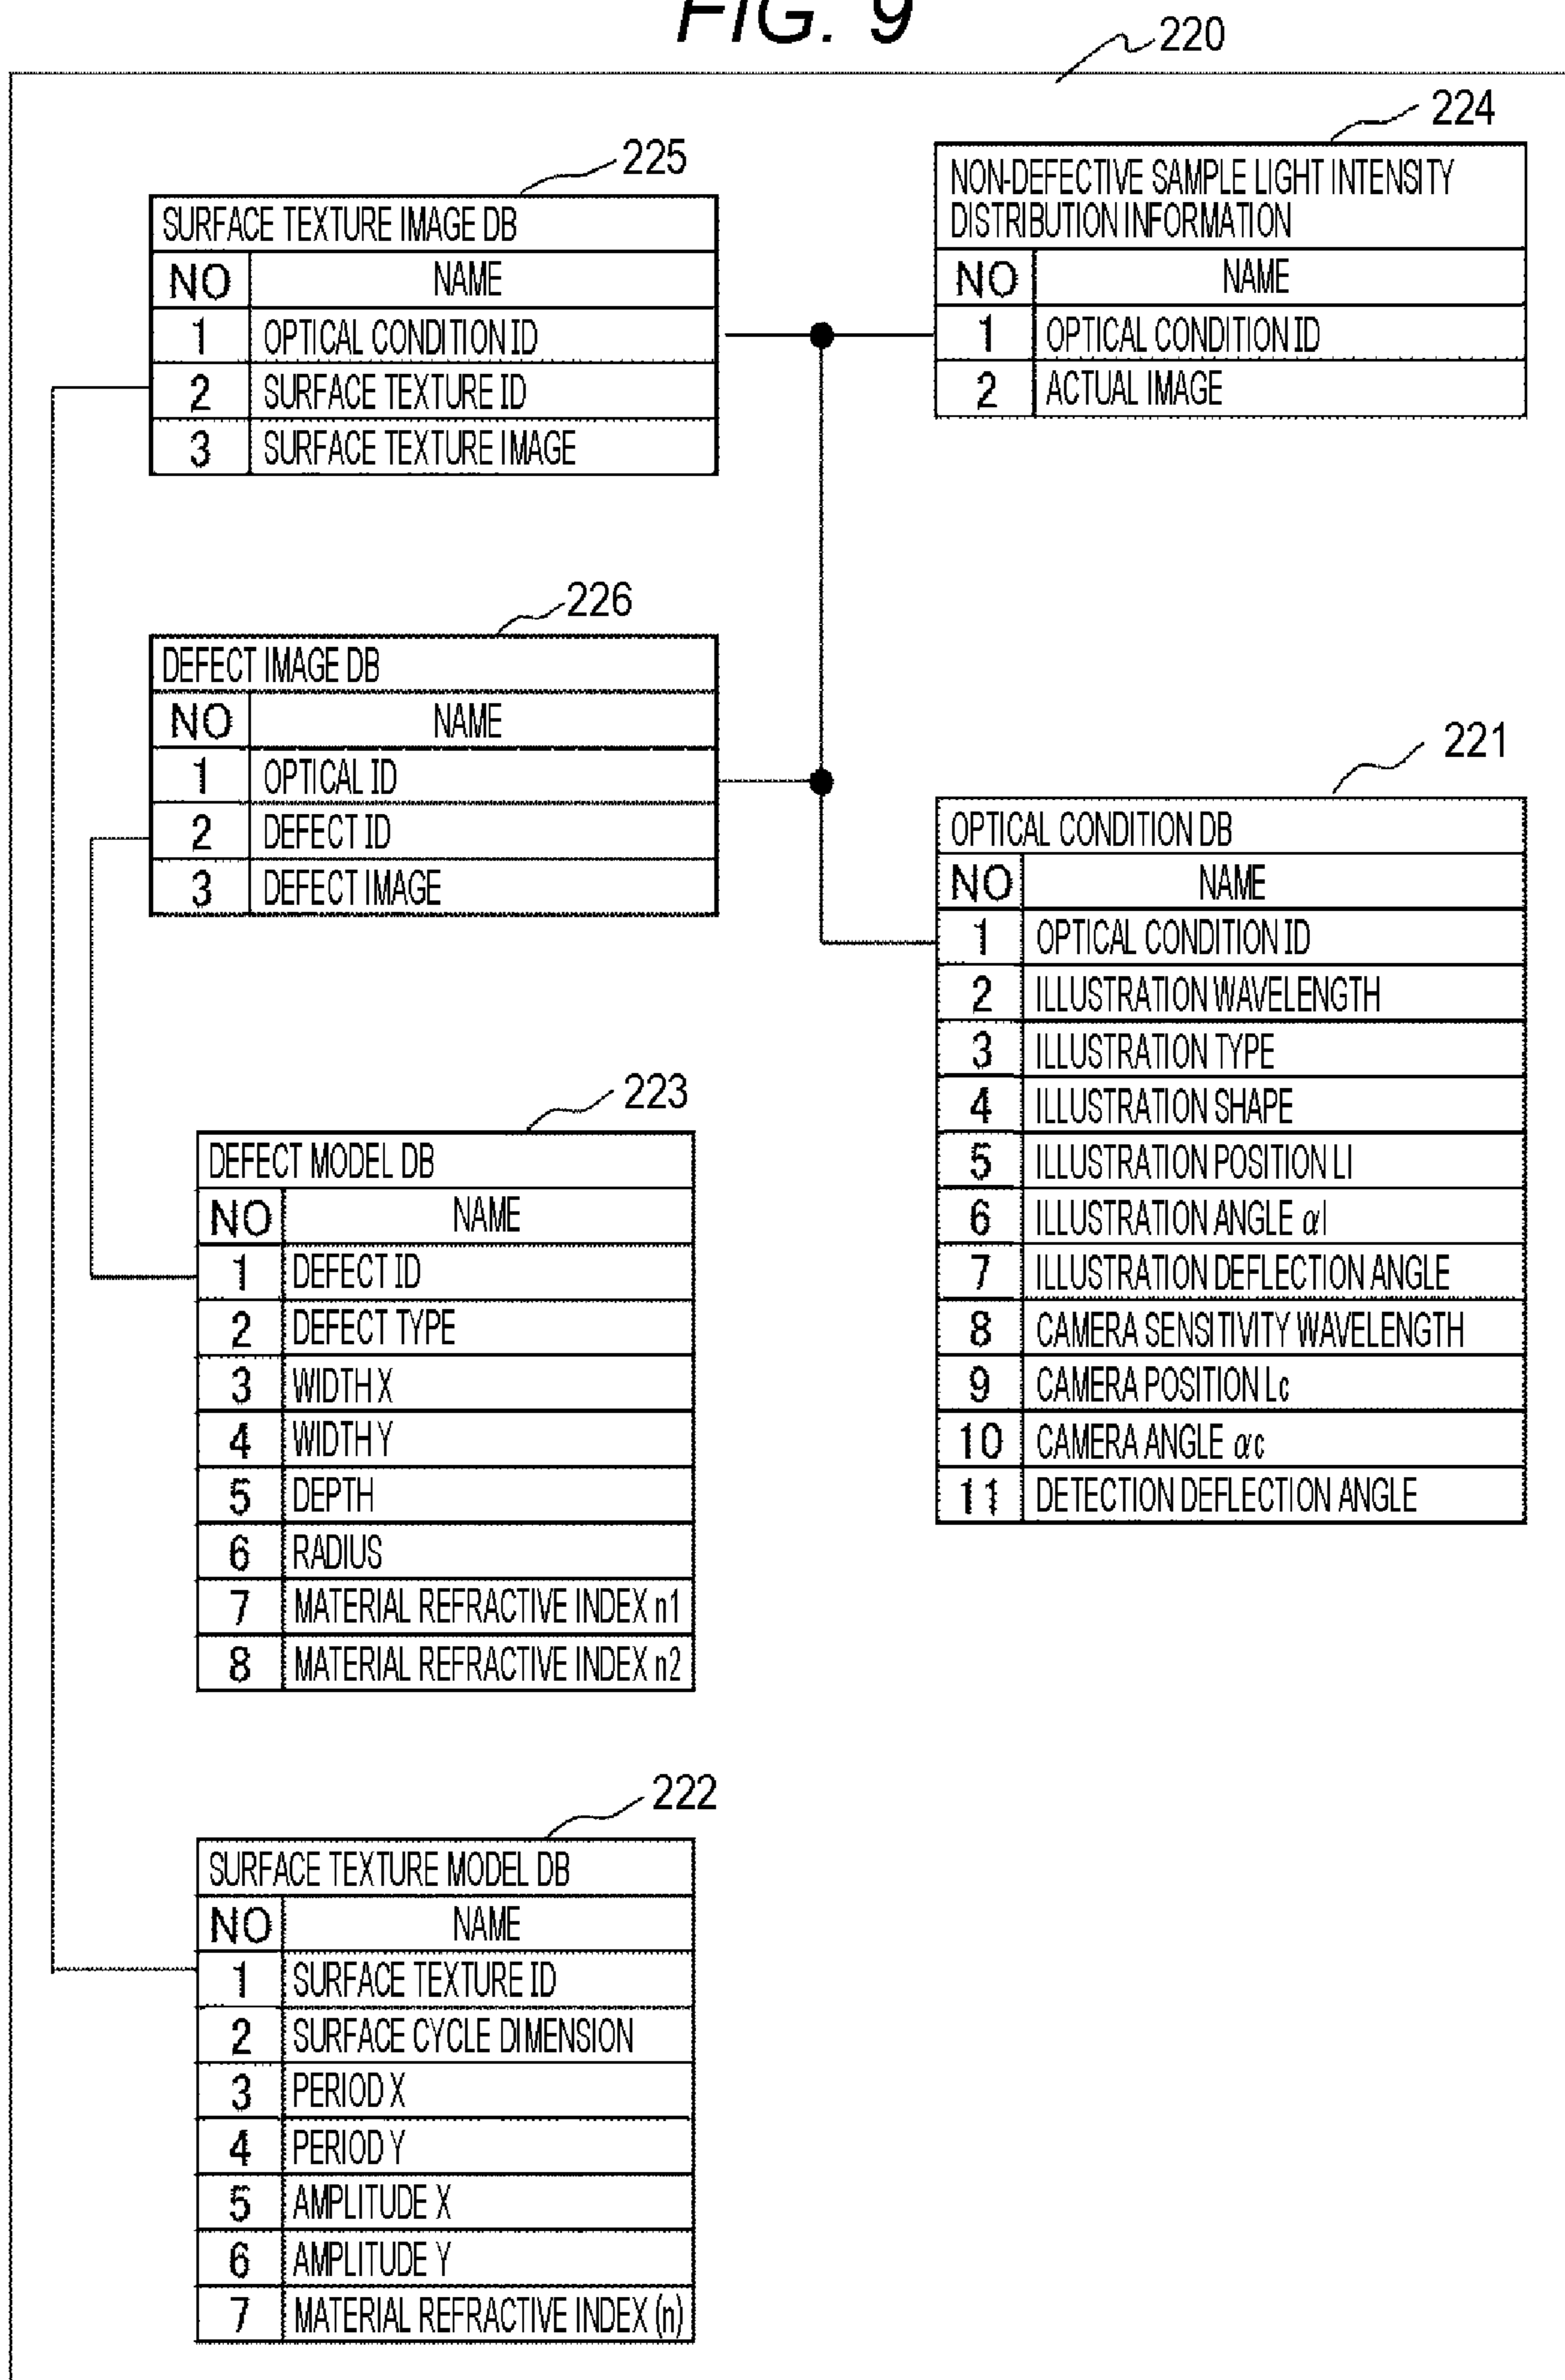 FIG. 9
220
225
SURFACE TEXTURE IMAGE DB
NO NAME
1 OPTICAL CONDITION ID
2 SURFACE TEXTURE ID
3 SURFACE TEXTURE IMAGE
224
NON-DEFECTIVE SAMPLE LIGHT INTENSITY
DISTRIBUTION INFORMATION
NO NAME
1 OPTICAL CONDITION ID
2 ACTUAL IMAGE
226
DEFECT IMAGE DB
NO NAME
1 OPTICAL ID
2 DEFECT ID
3 DEFECT IMAGE
221
OPTICAL CONDITION DB
NO NAME
1 OPTICAL CONDITION ID
2 ILLUSTRATION WAVELENGTH
3 ILLUSTRATION TYPE
4 ILLUSTRATION SHAPE
5 ILLUSTRATION POSITION LI
6 ILLUSTRATION ANGLE αI
7 ILLUSTRATION DEFLECTION ANGLE
8 CAMERA SENSITIVITY WAVELENGTH
9 CAMERA POSITION Lc
10 CAMERA ANGLE αc
11 DETECTION DEFLECTION ANGLE
223
DEFECT MODEL DB
NO NAME
1 DEFECT ID
2 DEFECT TYPE
3 WIDTH X
4 WIDTH Y
5 DEPTH
6 RADIUS
7 MATERIAL REFRACTIVE INDEX n1
8 MATERIAL REFRACTIVE INDEX n2
222
SURFACE TEXTURE MODEL DB
NO NAME
1 SURFACE TEXTURE ID
2 SURFACE CYCLE DIMENSION
3 PERIOD X
4 PERIOD Y
5 AMPLITUDE X
6 AMPLITUDE Y
7 MATERIAL REFRACTIVE INDEX (n)